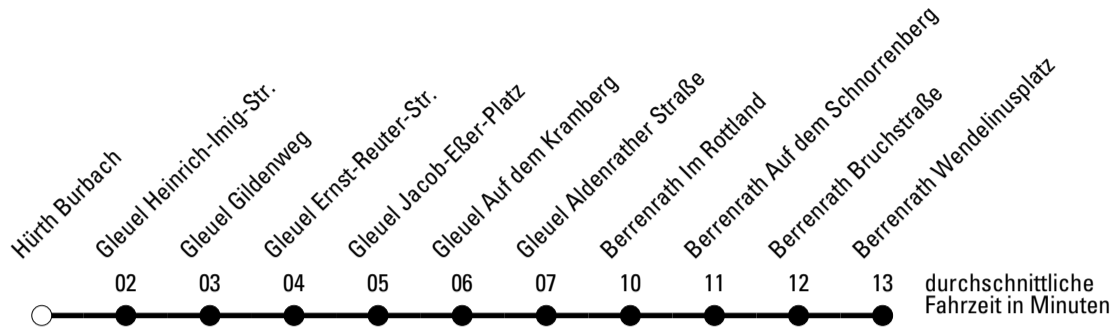 Hürth Burbach
Gleuel Heinrich-Imig-Str.
Gleuel Gildenweg
Gleuel Ernst-Reuter-Str.
Gleuel Jacob-Eßer-Platz
Gleuel Auf dem Kramberg
Gleuel Aldenrather Straße
Berrenrath Im Rottland
Berrenrath Auf dem Schnorrenberg
Berrenrath Bruchstraße
Berrenrath Wendelinusplatz
02 03 04 05 06 07 10 11 12 13
durchschnittliche
Fahrzeit in Minuten